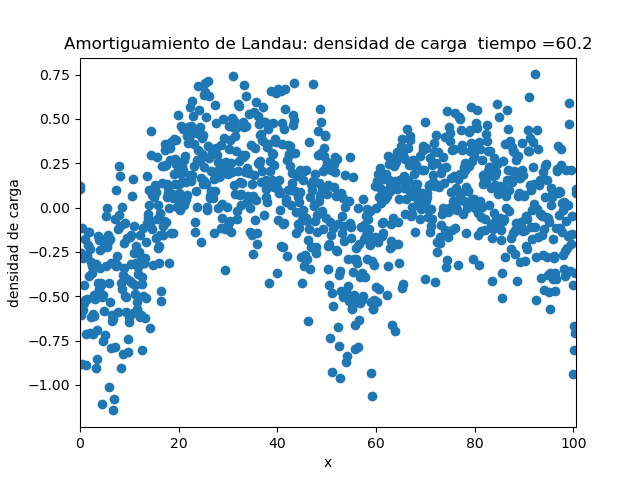 Amortiguamiento de Landau: densidad de carga  tiempo =60.2
densidad de carga
0.75
0.50
0.25
0.00
−0.25
−0.50
−0.75
−1.00
0 20 40 60 80 100
x